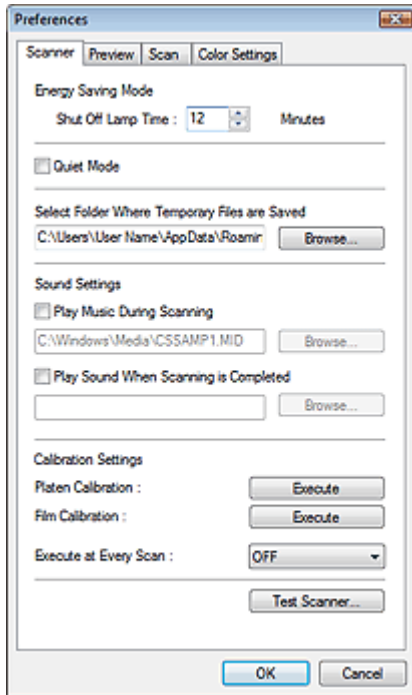 Preferences
Scanner Preview Scan Color Settings
Energy Saving Mode
Shut Off Lamp Time : 12 Minutes
Quiet Mode
Select Folder Where Temporary Files are Saved
C:\Users\User Name\AppData\Roamin Browse...
Sound Settings
Play Music During Scanning
C:\Windows\Media\CSSAMP1.MID Browse...
Play Sound When Scanning is Completed
Browse...
Calibration Settings
Platen Calibration : Execute
Film Calibration : Execute
Execute at Every Scan : OFF
Test Scanner...
OK Cancel